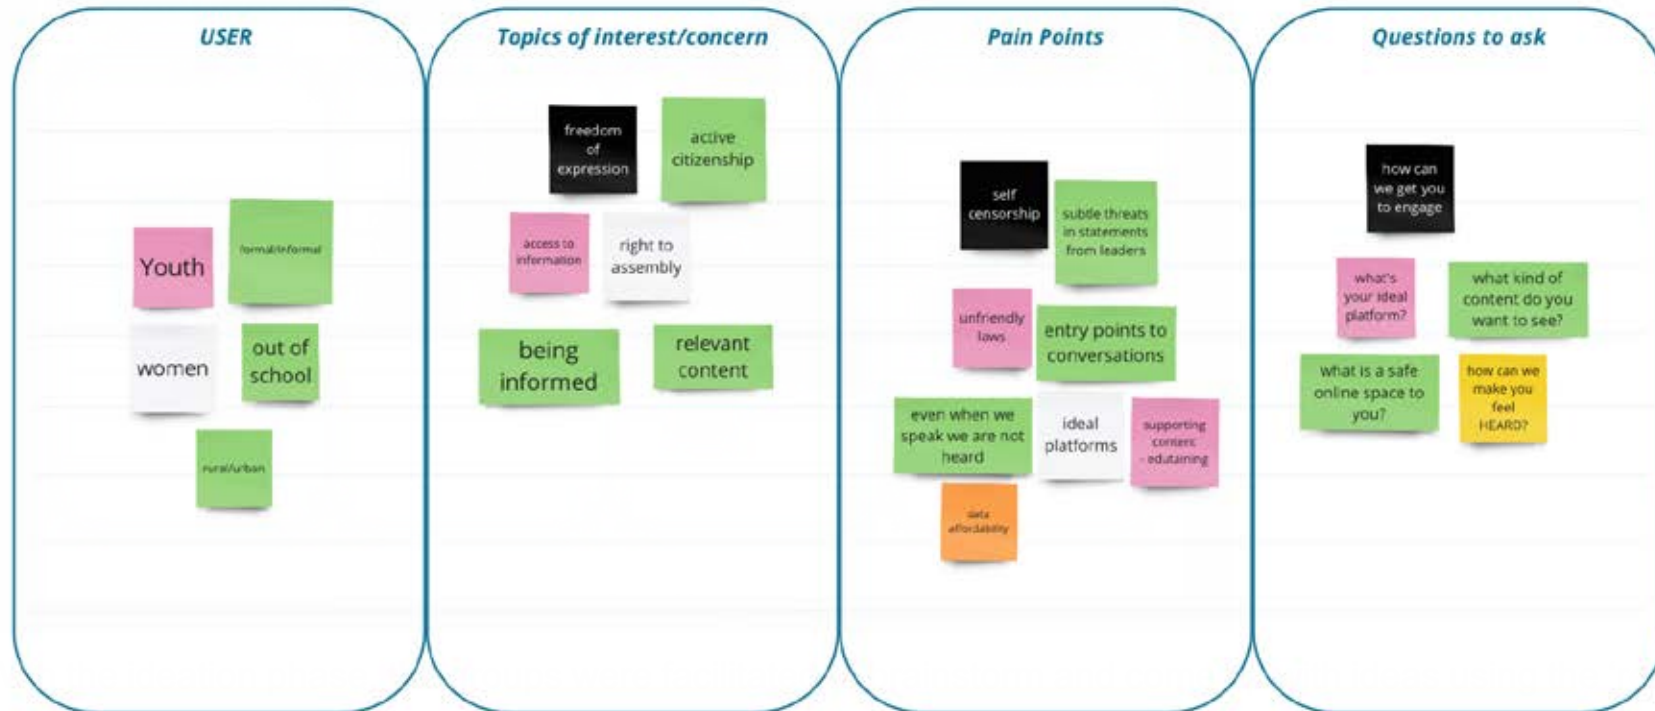 USER
Youth
formal/informal
women
out of
school
rural/urban
Topics of interest/concern
freedom
of
expression
active
citizenship
access to
information
right to
assembly
being
informed
relevant
content
Pain Points
self
censorship
subtle threats
in statements
from leaders
unfriendly
laws
entry points to
conversations
even when we
speak we are not
heard
ideal
platforms
supporting
content
- edutaining
data
affordability
Questions to ask
how can
we get you
to engage
what's
your ideal
platform?
what kind of
content do you
want to see?
what is a safe
online space to
you?
how can we
make you
feel
HEARD?